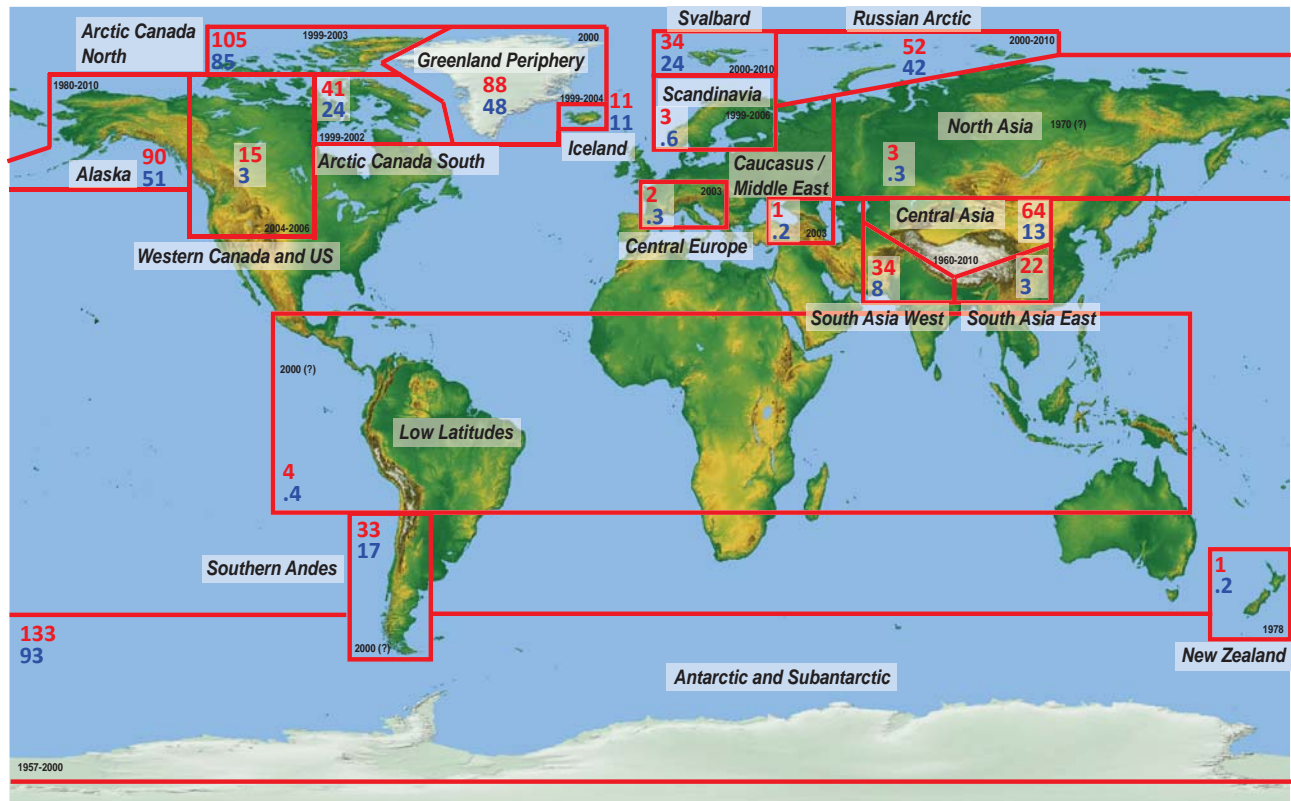 Arctic Canada
North
105
85
1999-2003
2000
Greenland Periphery
88
48
Svalbard
34
24
2000-2010
Russian Arctic
52
42
2000-2010
1980-2010
41
24
1999-2002
1999-2004
11
11
Iceland
Scandinavia
1999-2006
3
.6
North Asia
1970 (?)
3
.3
Alaska
90
51
15
3
2004-2006
Western Canada and US
Arctic Canada South
Caucasus /
Middle East
1
.2
2003
2
.3
2003
Central Europe
Central Asia
64
13
1960-2010
34
.8
22
3
South Asia West
South Asia East
2000 (?)
Low Latitudes
4
.4
33
17
Southern Andes
2000 (?)
1
.2
1978
New Zealand
133
93
Antarctic and Subantarctic
1957-2000